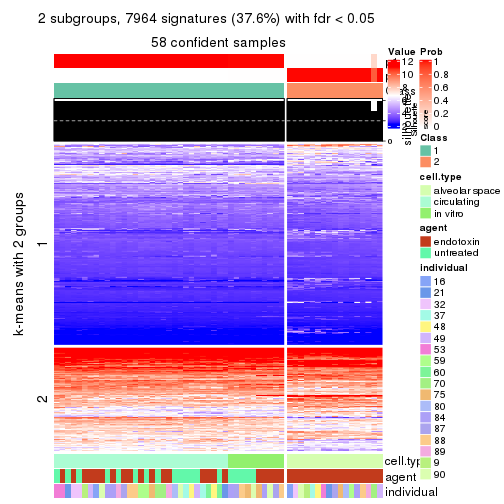 2 subgroups, 7964 signatures (37.6%) with fdr < 0.05
58 confident samples
k-means with 2 groups
1
2
Value
12
10
Prob
1
0.8
0.6
0.4
0.2
0
silhouette
score
0
Class
1
2
cell.type
alveolar space
circulating
in vitro
agent
endotoxin
untreated
individual
16
21
32
37
48
49
53
59
60
70
75
80
84
87
88
89
9
90
cell.type
agent
individual